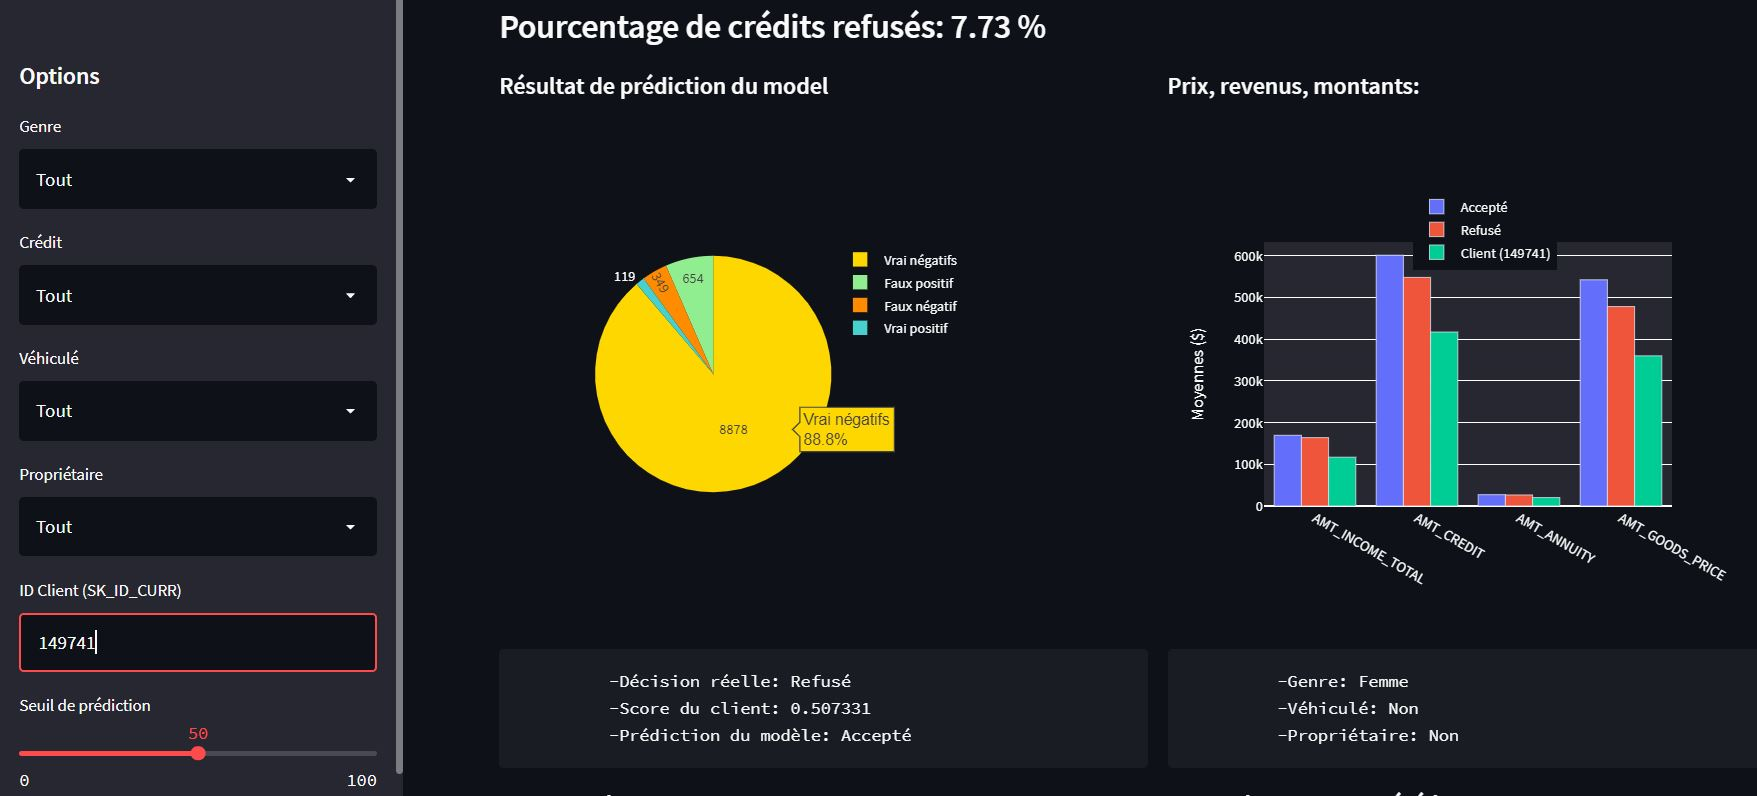 Options
Genre
Tout
Crédit
Tout
Véhiculé
Tout
Propriétaire
Tout
ID Client (SK_ID_CURR)
149741
Seuil de prédiction
50
0 100
Pourcentage de crédits refusés: 7.73 %
Résultat de prédiction du model
119
349
654
8878
Vrai négatifs
88.8%
Vrai négatifs
Faux positif
Faux négatif
Vrai positif
-Décision réelle: Refusé
-Score du client: 0.507331
-Prédiction du modèle: Accepté
Prix, revenus, montants:
Accepté
Refusé
Client (149741)
Moyennes ($)
600k
500k
400k
300k
200k
100k
0
AMT_INCOME_TOTAL
AMT_CREDIT
AMT_ANNUITY
AMT_GOODS_PRICE
-Genre: Femme
-Véhiculé: Non
-Propriétaire: Non